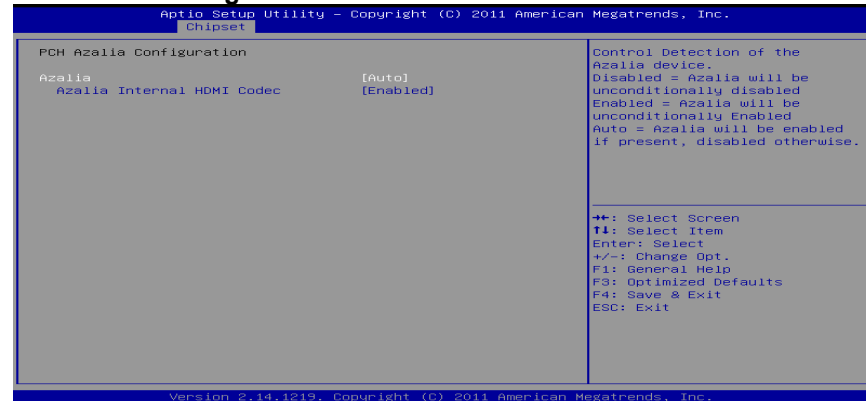 Aptio Setup Utility – Copyright (C) 2011 American Megatrends, Inc.
Chipset
PCH Azalia Configuration
Azalia [Auto]
Azalia Internal HDMI Codec [Enabled]
Control Detection of the
Azalia device.
Disabled = Azalia will be
unconditionally disabled
Enabled = Azalia will be
unconditionally Enabled
Auto = Azalia will be enabled
if present, disabled otherwise.
→←: Select Screen
↑↓: Select Item
Enter: Select
+/-: Change Opt.
F1: General Help
F3: Optimized Defaults
F4: Save & Exit
ESC: Exit
Version 2.14.1219. Copyright (C) 2011 American Megatrends, Inc.